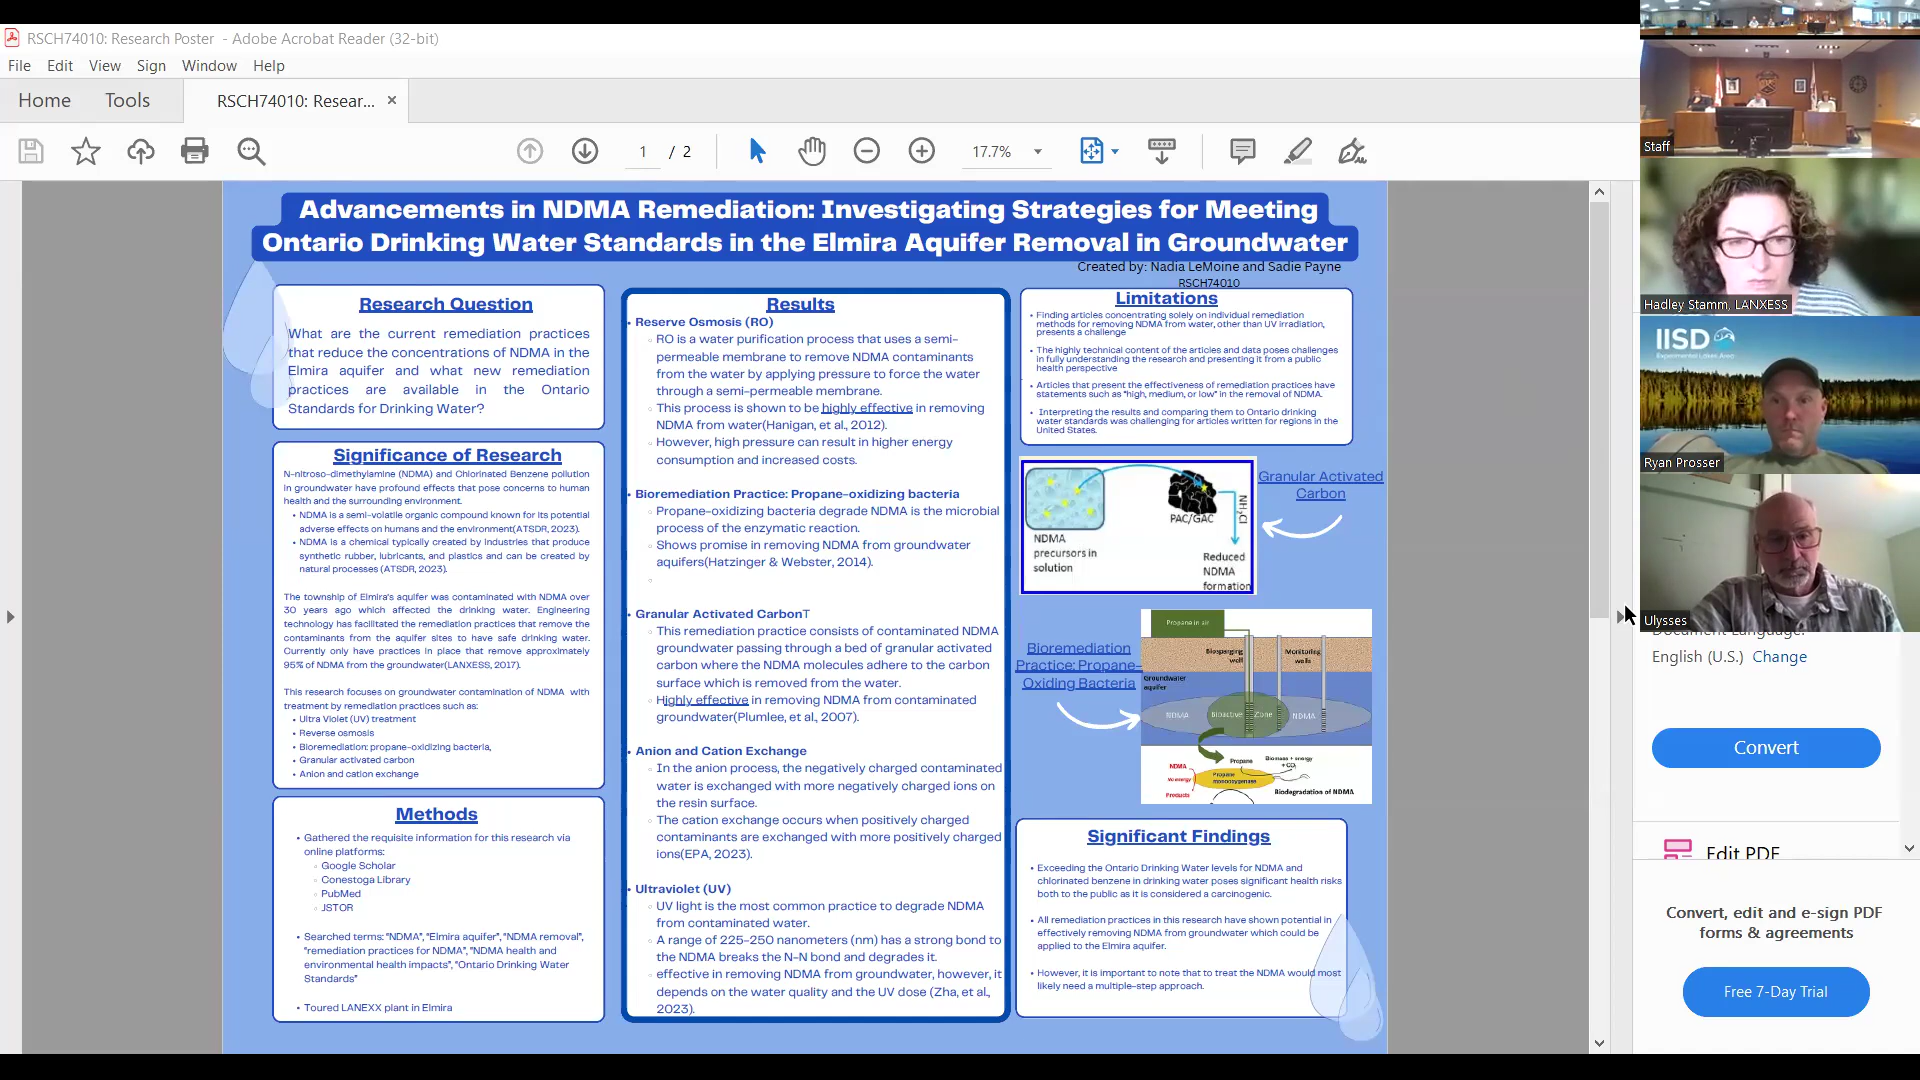 RSCH74010: Research Poster - Adobe Acrobat Reader (32-bit)
File Edit View Sign Window Help
Home Tools RSCH74010: Resear... ×
1 / 2 17.7%
Advancements in NDMA Remediation: Investigating Strategies for Meeting
Ontario Drinking Water Standards in the Elmira Aquifer Removal in Groundwater
Created by: Nadia LeMoine and Sadie Payne
RSCH74010
Research Question
What are the current remediation practices
that reduce the concentrations of NDMA in the
Elmira aquifer and what new remediation
practices are available in the Ontario
Standards for Drinking Water?
Significance of Research
N-nitroso-dimethylamine (NDMA) and Chlorinated Benzene pollution
in groundwater have profound effects that pose concerns to human
health and the surrounding environment.
• NDMA is a semi-volatile organic compound known for its potential
adverse effects on humans and the environment(ATSDR, 2023).
• NDMA is a chemical typically created by industries that produce
synthetic rubber, lubricants, and plastics and can be created by
natural processes (ATSDR, 2023).
The township of Elmira's aquifer was contaminated with NDMA over
30 years ago which affected the drinking water. Engineering
technology has facilitated the remediation practices that remove the
contaminants from the aquifer sites to have safe drinking water.
Currently only have practices in place that remove approximately
95% of NDMA from the groundwater(LANXESS, 2017).
This research focuses on groundwater contamination of NDMA with
treatment by remediation practices such as:
• Ultra Violet (UV) treatment
• Reverse osmosis
• Bioremediation: propane-oxidizing bacteria,
• Granular activated carbon
• Anion and cation exchange
Methods
• Gathered the requisite information for this research via
online platforms:
◦ Google Scholar
◦ Conestoga Library
◦ PubMed
◦ JSTOR
• Searched terms: "NDMA", "Elmira aquifer", "NDMA removal",
"remediation practices for NDMA", "NDMA health and
environmental health impacts", "Ontario Drinking Water
Standards"
• Toured LANEXX plant in Elmira
Results
• Reserve Osmosis (RO)
◦ RO is a water purification process that uses a semi-
permeable membrane to remove NDMA contaminants
from the water by applying pressure to force the water
through a semi-permeable membrane.
◦ This process is shown to be highly effective in removing
NDMA from water(Hanigan, et al., 2012).
◦ However, high pressure can result in higher energy
consumption and increased costs.
• Bioremediation Practice: Propane-oxidizing bacteria
◦ Propane-oxidizing bacteria degrade NDMA is the microbial
process of the enzymatic reaction.
◦ Shows promise in removing NDMA from groundwater
aquifers(Hatzinger & Webster, 2014).
◦
• Granular Activated CarbonT
◦ This remediation practice consists of contaminated NDMA
groundwater passing through a bed of granular activated
carbon where the NDMA molecules adhere to the carbon
surface which is removed from the water.
◦ Highly effective in removing NDMA from contaminated
groundwater(Plumlee, et al., 2007).
• Anion and Cation Exchange
◦ In the anion process, the negatively charged contaminated
water is exchanged with more negatively charged ions on
the resin surface.
◦ The cation exchange occurs when positively charged
contaminants are exchanged with more positively charged
ions(EPA, 2023).
• Ultraviolet (UV)
◦ UV light is the most common practice to degrade NDMA
from contaminated water.
◦ A range of 225-250 nanometers (nm) has a strong bond to
the NDMA breaks the N-N bond and degrades it.
◦ effective in removing NDMA from groundwater, however, it
depends on the water quality and the UV dose (Zha, et al.,
2023).
Limitations
• Finding articles concentrating solely on individual remediation
methods for removing NDMA from water, other than UV irradiation,
presents a challenge
• The highly technical content of the articles and data poses challenges
in fully understanding the research and presenting it from a public
health perspective
• Articles that present the effectiveness of remediation practices have
statements such as "high, medium, or low" in the removal of NDMA.
• Interpreting the results and comparing them to Ontario drinking
water standards was challenging for articles written for regions in the
United States.
NDMA
precursors in
solution
PAC/GAC
NH2Cl
Reduced
NDMA
formation
Granular Activated
Carbon
Bioremediation
Practice: Propane-
Oxiding Bacteria
Propane in air
Biosparging
well
Monitoring
wells
Groundwater
aquifer
NDMA Bioactive Zone NDMA
Propane
Biomass + energy
+ CO2
NDMA
no energy
Products
Propane
monooxygenase
Biodegradation of NDMA
Significant Findings
• Exceeding the Ontario Drinking Water levels for NDMA and
chlorinated benzene in drinking water poses significant health risks
both to the public as it is considered a carcinogenic.
• All remediation practices in this research have shown potential in
effectively removing NDMA from groundwater which could be
applied to the Elmira aquifer.
• However, it is important to note that to treat the NDMA would most
likely need a multiple-step approach.
Staff
Hadley Stamm, LANXESS
IISD
Experimental Lakes Area
Ryan Prosser
Ulysses
Document Language:
English (U.S.) Change
Convert
Edit PDF
Convert, edit and e-sign PDF
forms & agreements
Free 7-Day Trial